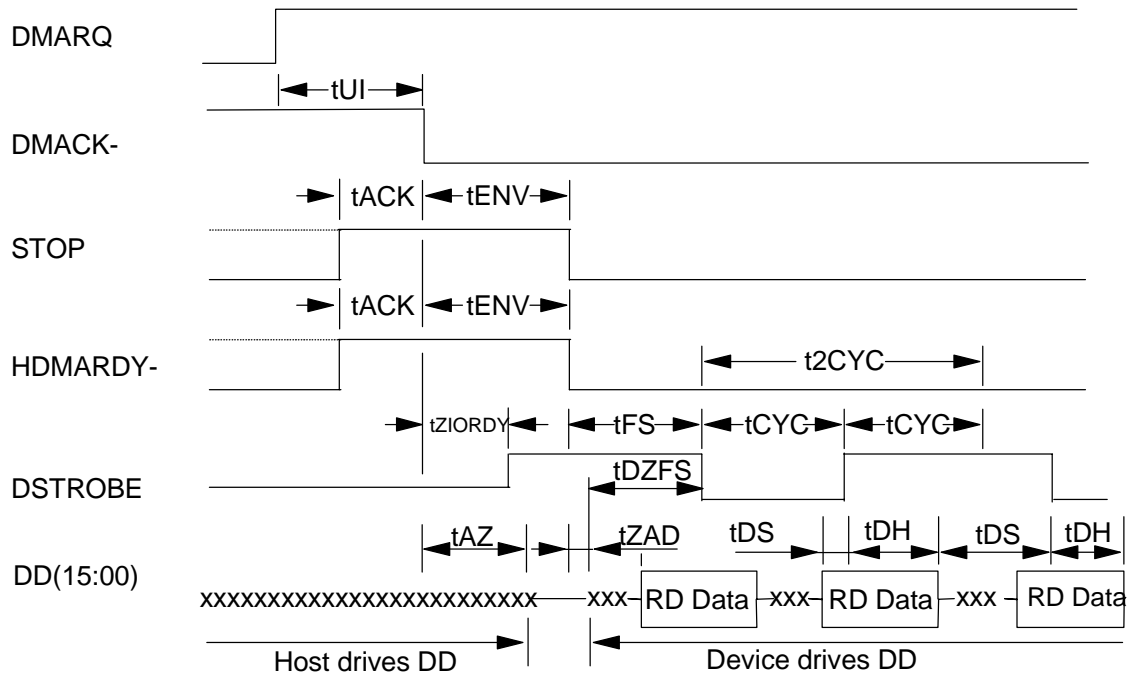 DMARQ
tUI
DMACK-
tACK tENV
STOP
tACK tENV
HDMARDY-
t2CYC
tZIORDY tFS tCYC tCYC
tDZFS
DSTROBE
tAZ tZAD tDS tDH tDS tDH
DD(15:00)
xxxxxxxxxxxxxxxxxxxxxxxxx xxx RD Data xxx RD Data xxx RD Data
Host drives DD Device drives DD